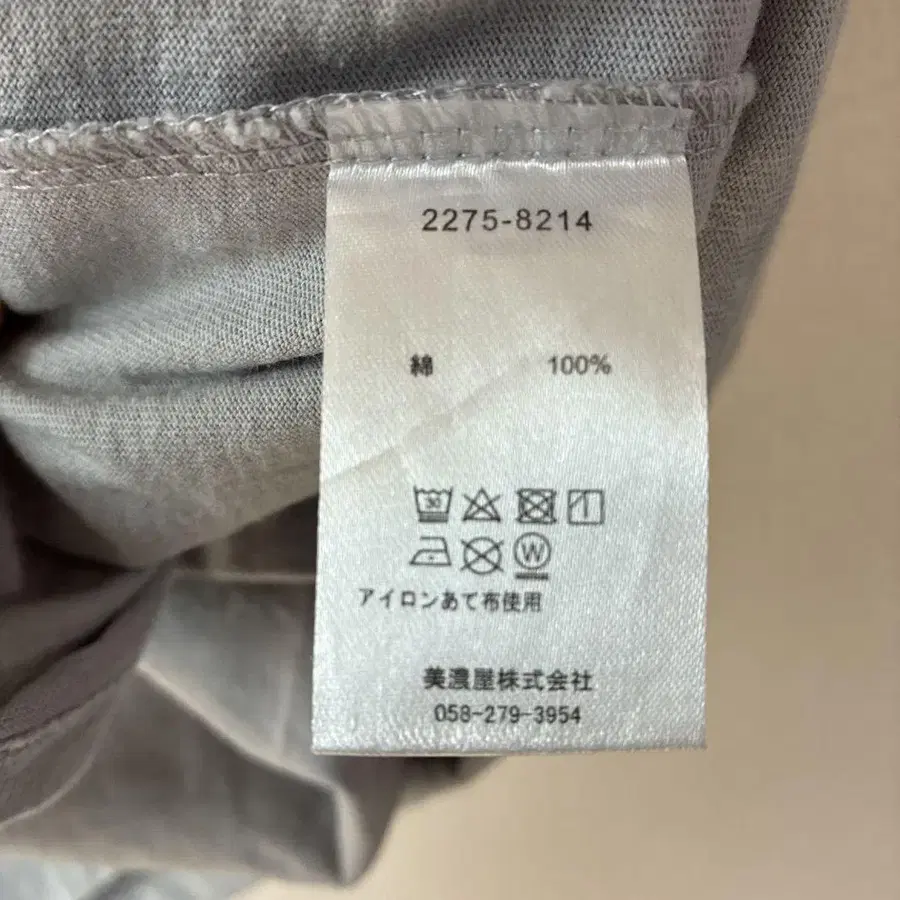 2275-8214
綿 100%
30
W
アイロンあて布使用
美濃屋株式会社
058-279-3954